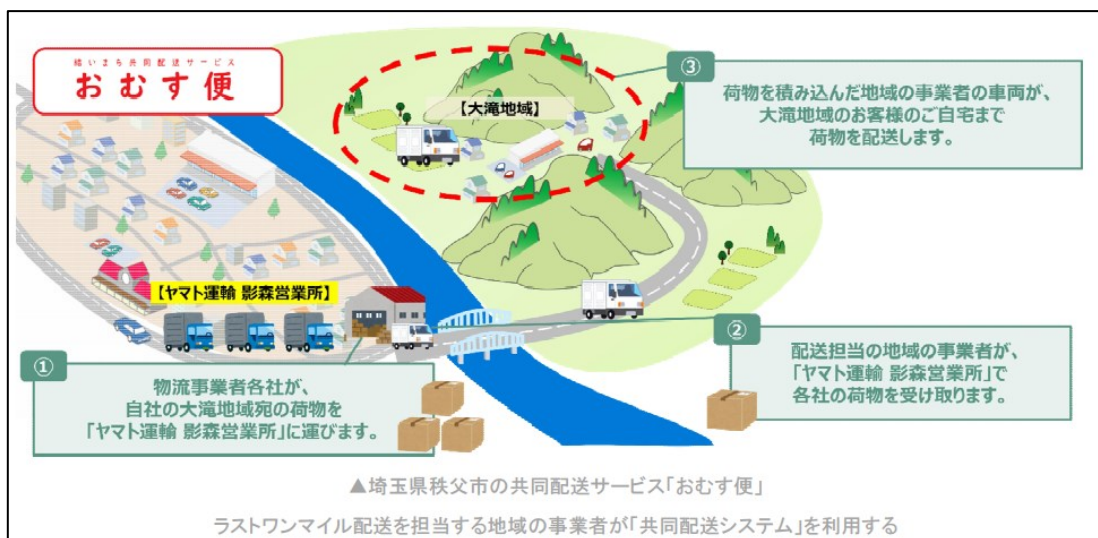 結いまち共同配送サービス
おむす便
【大滝地域】
③
荷物を積み込んだ地域の事業者の車両が、
大滝地域のお客様のご自宅まで
荷物を配送します。
【ヤマト運輸 影森営業所】
①
物流事業者各社が、
自社の大滝地域宛の荷物を
「ヤマト運輸 影森営業所」に運びます。
②
配送担当の地域の事業者が、
「ヤマト運輸 影森営業所」で
各社の荷物を受け取ります。
▲埼玉県秩父市の共同配送サービス「おむす便」
ラストワンマイル配送を担当する地域の事業者が「共同配送システム」を利用する